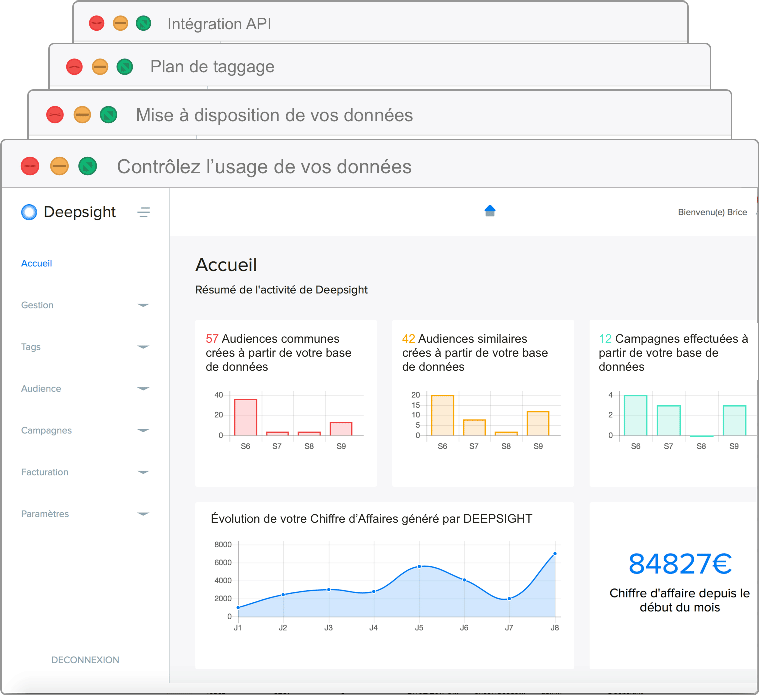 Intégration API
Plan de taggage
Mise à disposition de vos données
Contrôlez l'usage de vos données
Deepsight
Bienvenu(e) Brice
Accueil
Gestion
Tags
Audience
Campagnes
Facturation
Paramètres
DECONNEXION
Accueil
Résumé de l'activité de Deepsight
57 Audiences communes
crées à partir de votre base
de données
40
20
0
S6 S7 S8 S9
42 Audiences similaires
crées à partir de votre base
de données
20
15
10
5
0
S6 S7 S8 S9
12 Campagnes effectuées à
partir de votre base de
données
4
2
0
S6 S7 S8 S9
Évolution de votre Chiffre d'Affaires généré par DEEPSIGHT
8000
6000
4000
2000
0
J1 J2 J3 J4 J5 J6 J7 J8
84827€
Chiffre d'affaire depuis le
début du mois